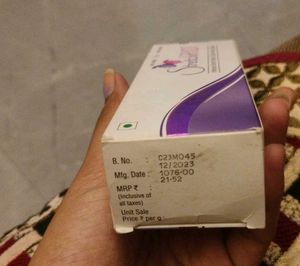 B. No. : C23M045
Mfg. Date : 12/2023
MRP ₹ : 1076-00
(Inclusive of 21-52
all taxes)
Unit Sale
Price ₹ per g :